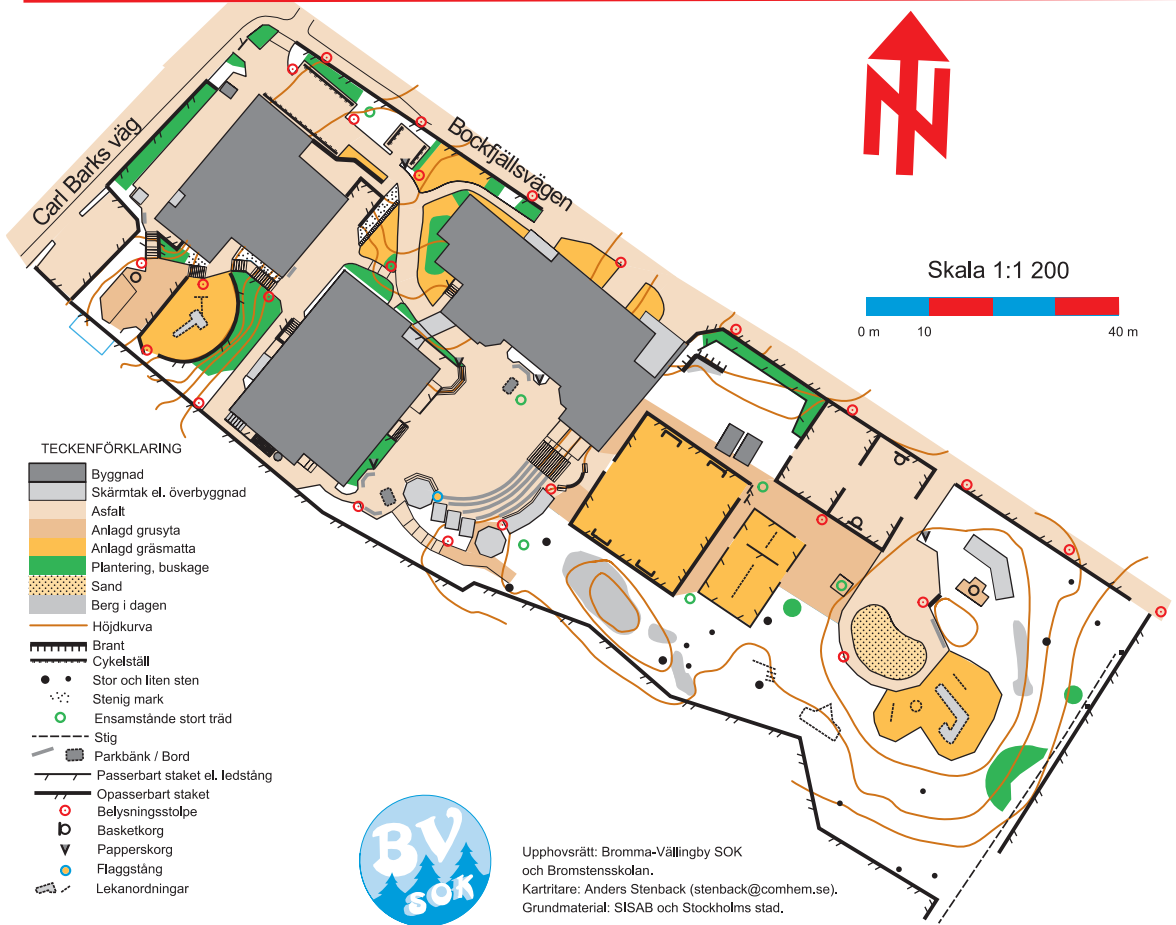 Carl Barks väg
Bockfjällsvägen
N
Skala 1:1 200
0 m 10 40 m
TECKENFÖRKLARING
Byggnad
Skärmtak el. överbyggnad
Asfalt
Anlagd grusyta
Anlagd gräsmatta
Plantering, buskage
Sand
Berg i dagen
Höjdkurva
Brant
Cykelställ
Stor och liten sten
Stenig mark
Ensamstånde stort träd
Stig
Parkbänk / Bord
Passerbart staket el. ledstång
Opasserbart staket
Belysningsstolpe
Basketkorg
Papperskorg
Flaggstång
Lekanordningar
BV
SOK
Upphovsrätt: Bromma-Vällingby SOK
och Bromstensskolan.
Kartritare: Anders Stenback (stenback@comhem.se).
Grundmaterial: SISAB och Stockholms stad.